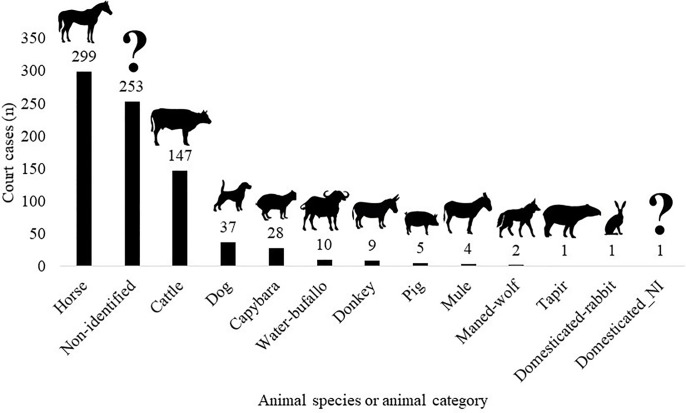 Court cases (n)
350
300
250
200
150
100
50
0
299
?
253
147
37
28
10
9
5
4
2
1
1
?
1
Horse
Non-identified
Cattle
Dog
Capybara
Water-bufallo
Donkey
Pig
Mule
Maned-wolf
Tapir
Domesticated-rabbit
Domesticated_NI
Animal species or animal category